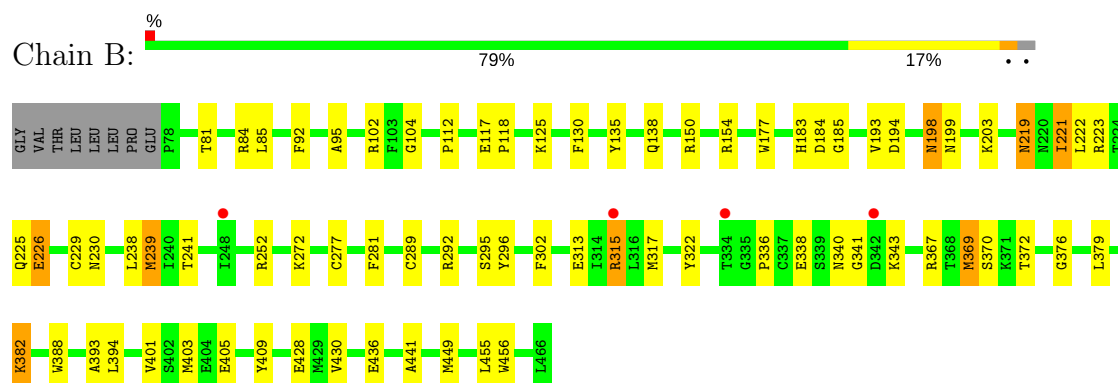 %
Chain B:
79% 17% • •
GLY VAL THR LEU LEU LEU PRO GLU P78 T81 R84 L85 F92 A95 R102 F103 G104 P112 E117 P118 K125 F130 Y135 Q138 R150 R154 W177 H183 D184 G185 V193 D194 N198 N199 K203 N219 N220 I221 L222 R223 T224
Q225 E226 C229 N230 L238 M239 I240 T241 I248 R252 K272 C277 F281 C289 R292 S295 Y296 F302 E313 I314 R315 L316 M317 Y322 T334 G335 P336 C337 E338 S339 N340 G341 D342 K343 R367 T368 M369 S370 K371 T372 G376 L379
K382 W388 A393 L394 V401 S402 M403 E404 E405 Y409 E428 M429 V430 E436 A441 M449 L455 W456 L466